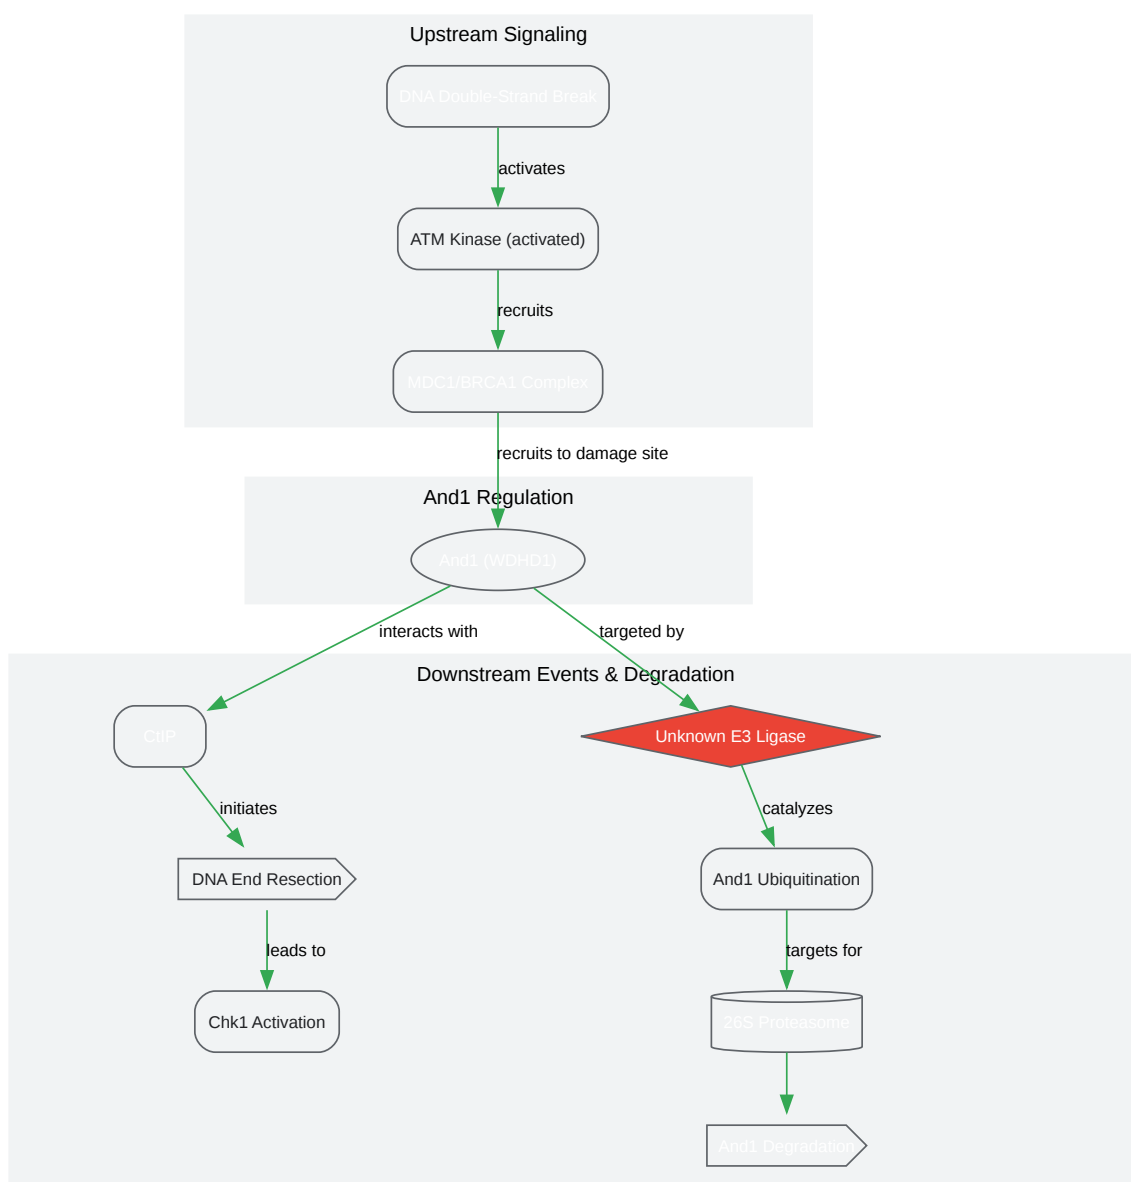 Upstream Signaling
DNA Double-Strand Break
activates
ATM Kinase (activated)
recruits
MDC1/BRCA1 Complex
recruits to damage site
And1 Regulation
And1 (WDHD1)
interacts with
targeted by
Downstream Events & Degradation
CtIP
Unknown E3 Ligase
initiates
catalyzes
DNA End Resection
And1 Ubiquitination
leads to
targets for
Chk1 Activation
26S Proteasome
And1 Degradation